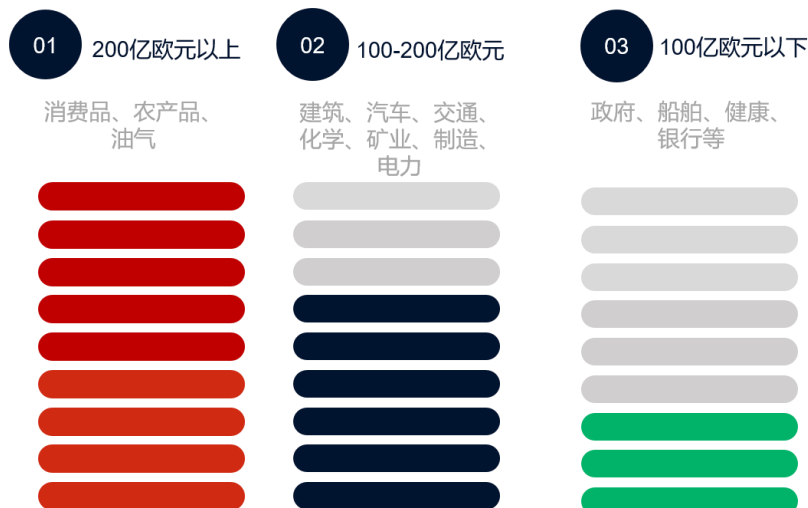 01
200亿欧元以上
消费品、农产品、
油气
02
100-200亿欧元
建筑、汽车、交通、
化学、矿业、制造、
电力
03
100亿欧元以下
政府、船舶、健康、
银行等